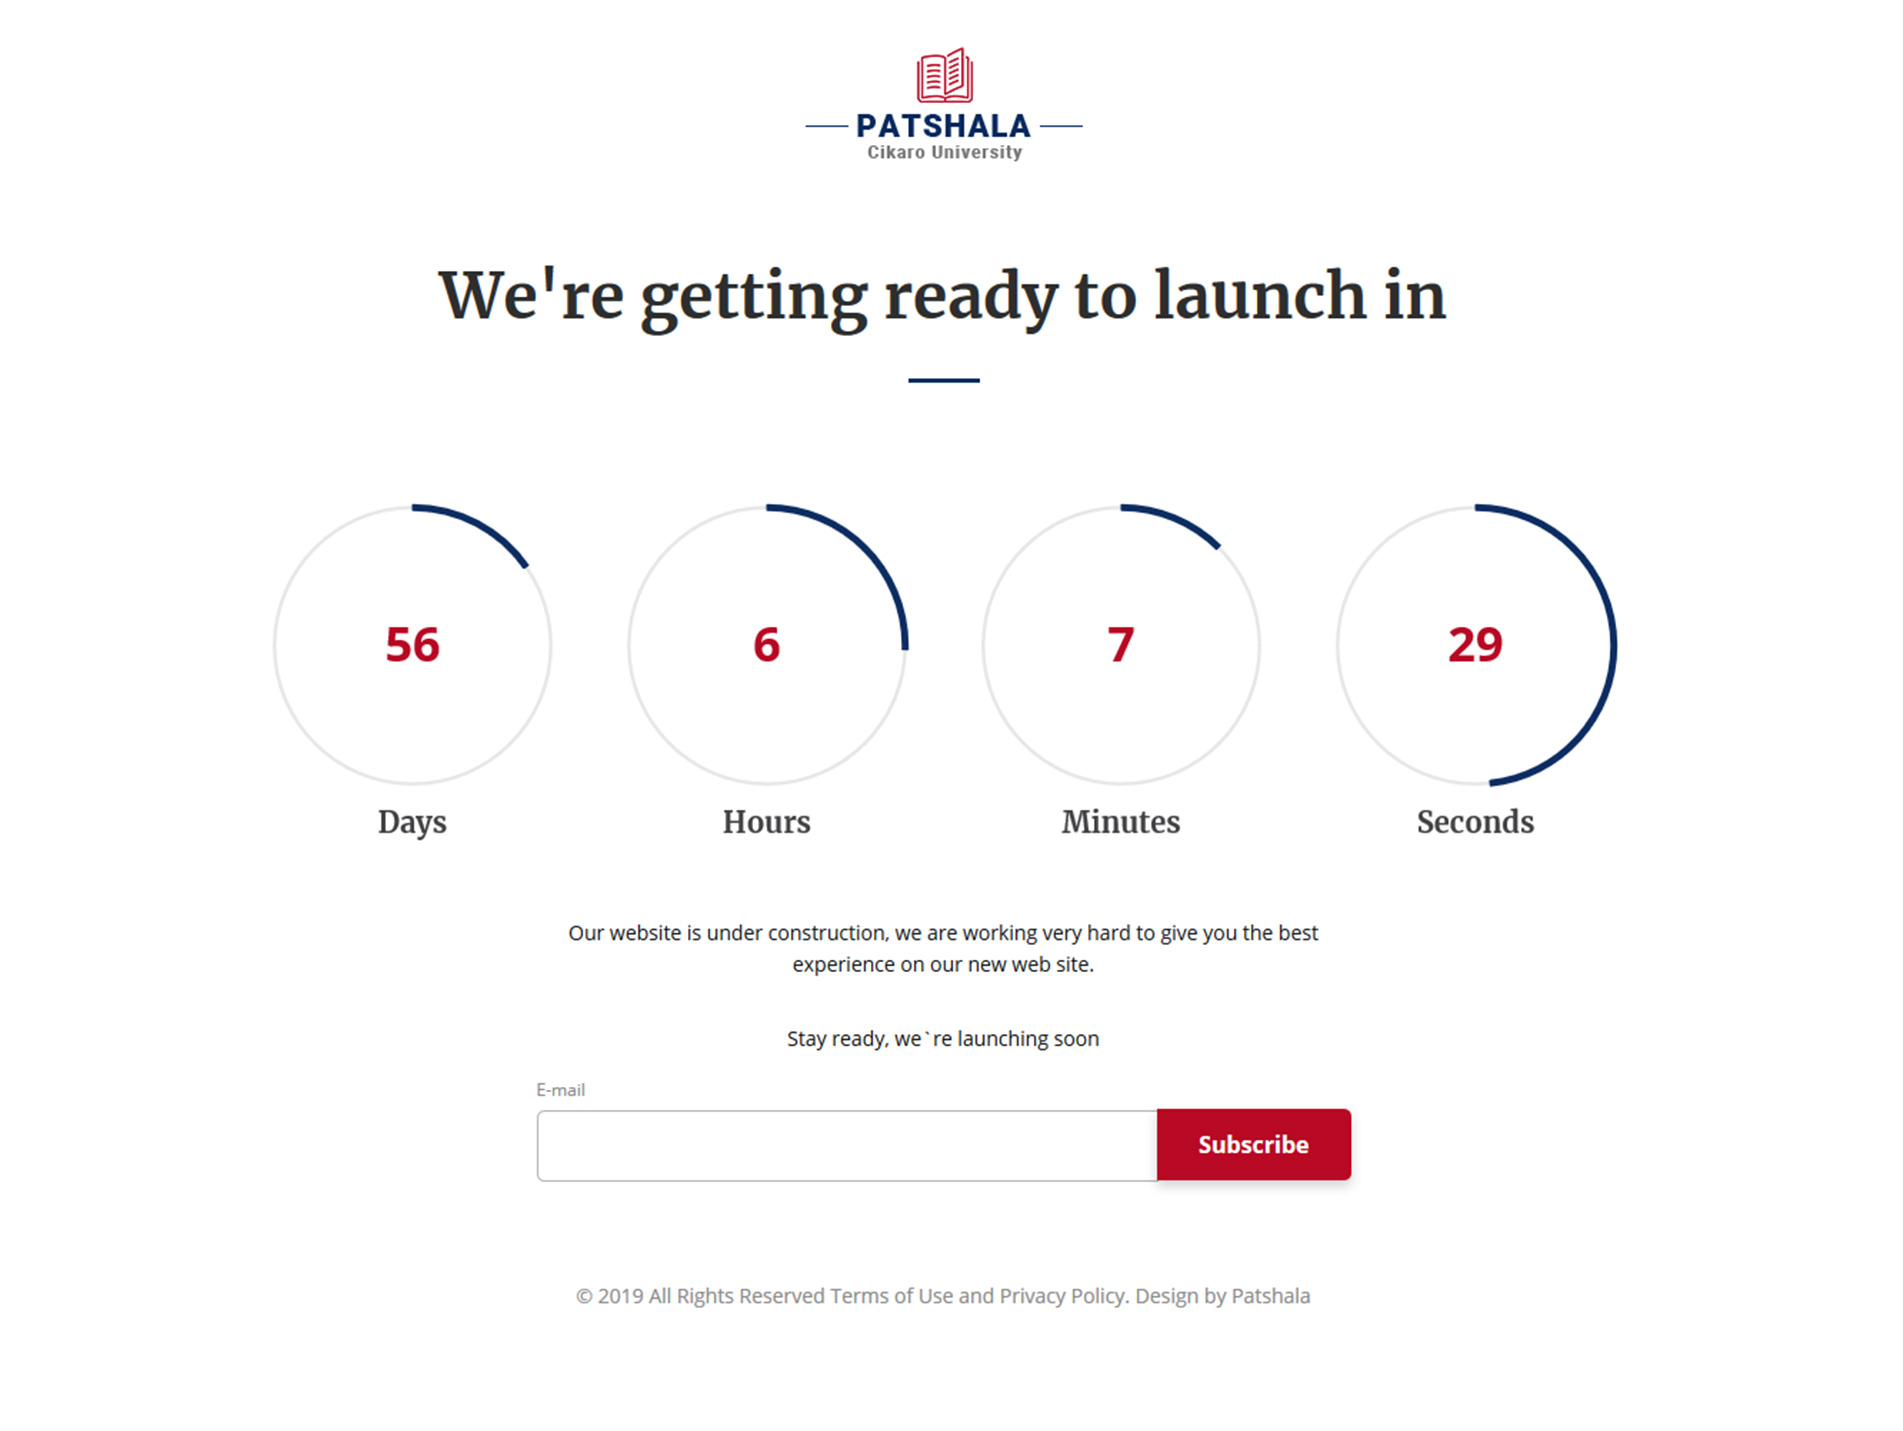 PATSHALA
Cikaro University
We're getting ready to launch in
56
6
7
29
Days
Hours
Minutes
Seconds
Our website is under construction, we are working very hard to give you the best
experience on our new web site.
Stay ready, we`re launching soon
E-mail
Subscribe
© 2019 All Rights Reserved Terms of Use and Privacy Policy. Design by Patshala